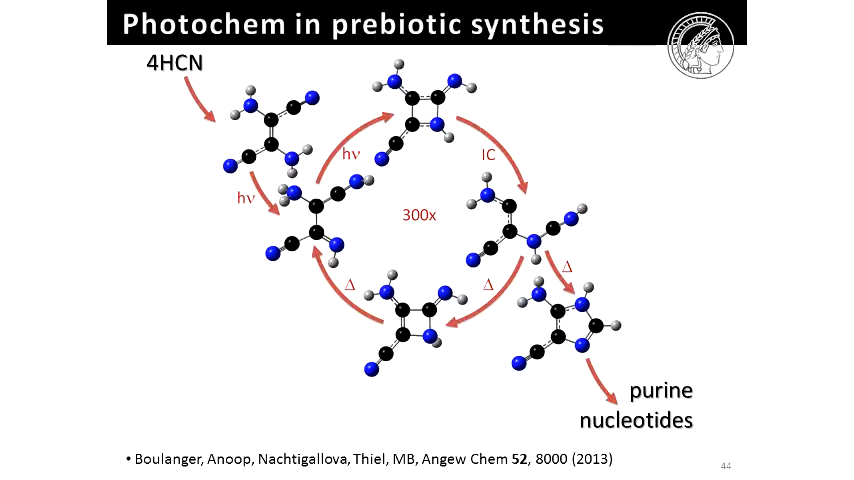 Photochem in prebiotic synthesis
4HCN
hν
hν
IC
300x
Δ
Δ
Δ
purine
nucleotides
• Boulanger, Anoop, Nachtigallova, Thiel, MB, Angew Chem 52, 8000 (2013)
44